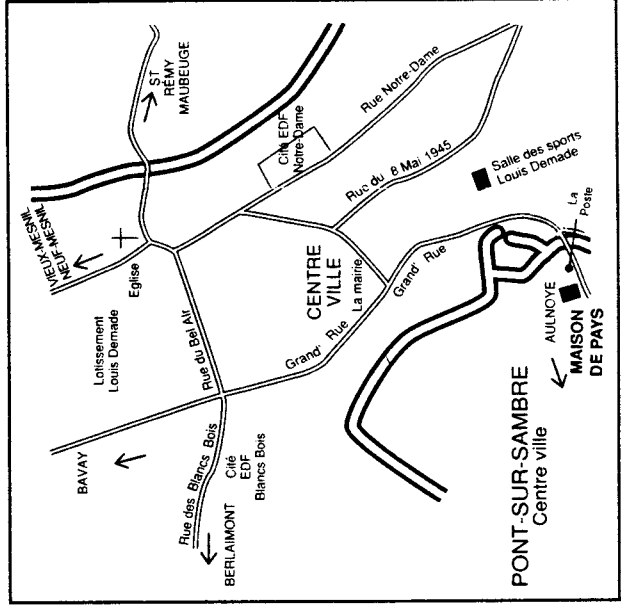 ST
RÉMY
MAUBEUGE
VIEUX-MESNIL
NEUF-MESNIL
Eglise
Cité EDF
Notre-Dame
Rue Notre-Dame
Rue du 8 Mai 1945
Salle des sports
Louis Demade
La
Poste
Lotissement
Louis Demade
Rue du Bel Air
CENTRE
VILLE
La mairie
Grand' Rue
Grand' Rue
BAVAY
Rue des Blancs Bois
Cité
EDF
Blancs Bois
BERLAIMONT
AULNOYE
MAISON
DE PAYS
PONT-SUR-SAMBRE
Centre ville